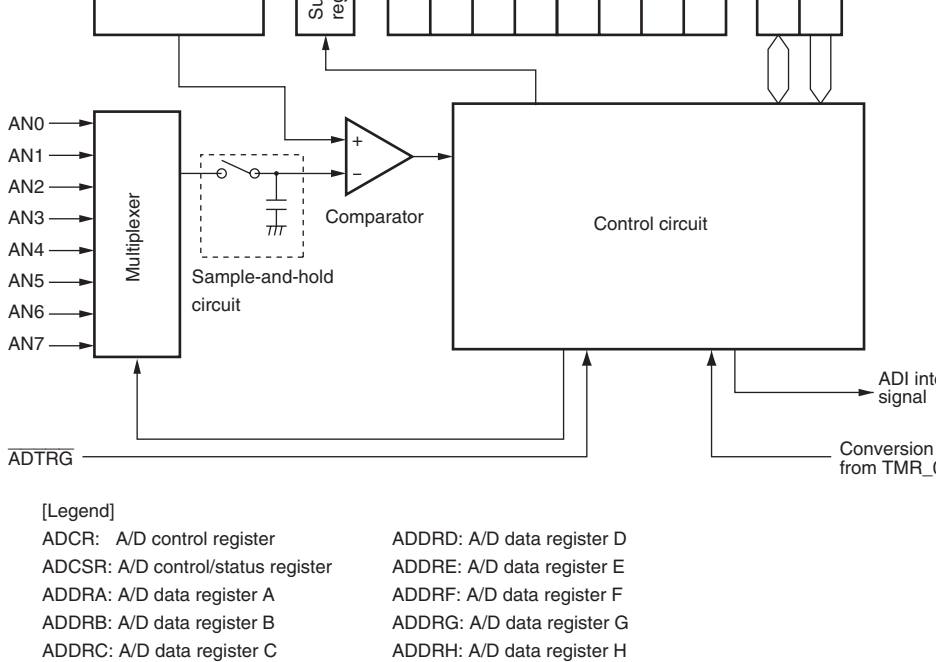 AN0
AN1
AN2
AN3
AN4
AN5
AN6
AN7
Multiplexer
+
−
Comparator
Sample-and-hold
circuit
Control circuit
ADI
signal
ADTRG
Conversion
from
[Legend]
ADCR: A/D control register
ADCSR: A/D control/status register
ADDRA: A/D data register A
ADDRB: A/D data register B
ADDRC: A/D data register C
ADDRD: A/D data register D
ADDRE: A/D data register E
ADDRF: A/D data register F
ADDRG: A/D data register G
ADDRH: A/D data register H